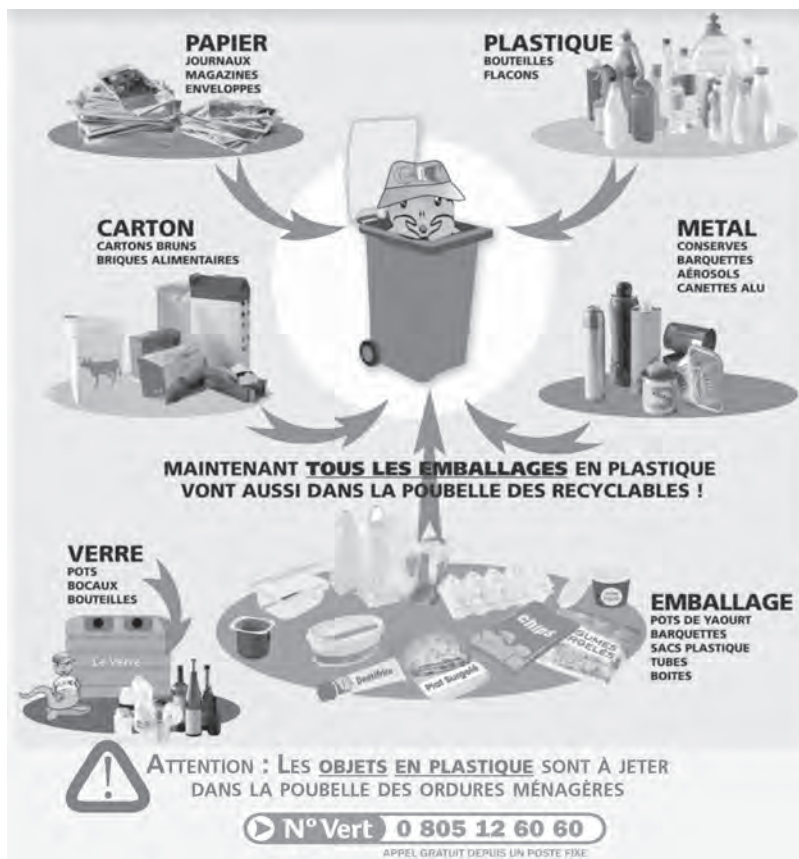 PAPIER
JOURNAUX
MAGAZINES
ENVELOPPES
PLASTIQUE
BOUTEILLES
FLACONS
CARTON
CARTONS BRUNS
BRIQUES ALIMENTAIRES
METAL
CONSERVES
BARQUETTES
AÉROSOLS
CANETTES ALU
MAINTENANT TOUS LES EMBALLAGES EN PLASTIQUE
VONT AUSSI DANS LA POUBELLE DES RECYCLABLES !
VERRE
POTS
BOCAUX
BOUTEILLES
Le Verre
EMBALLAGE
POTS DE YAOURT
BARQUETTES
SACS PLASTIQUE
TUBES
BOITES
chips
Dentifrice
Plat Surgelé
ATTENTION : LES OBJETS EN PLASTIQUE SONT À JETER
DANS LA POUBELLE DES ORDURES MÉNAGÈRES
N° Vert 0 805 12 60 60
APPEL GRATUIT DEPUIS UN POSTE FIXE